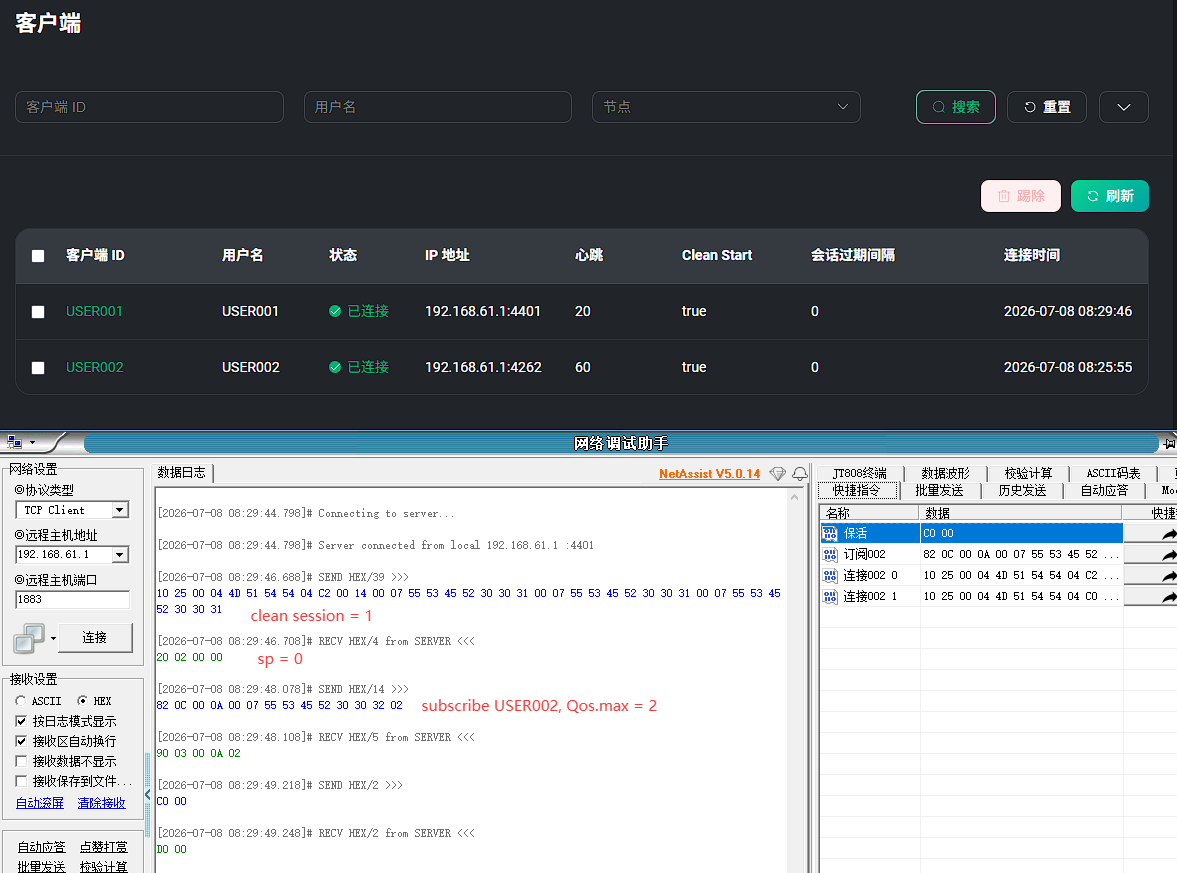 客户端
客户端 ID
用户名
节点
搜索
重置
踢除
刷新
客户端 ID 用户名 状态 IP 地址 心跳 Clean Start 会话过期间隔 连接时间
USER001 USER001 已连接 192.168.61.1:4401 20 true 0 2026-07-08 08:29:46
USER002 USER002 已连接 192.168.61.1:4262 60 true 0 2026-07-08 08:25:55
网络调试助手
网络设置
协议类型
TCP Client
远程主机地址
192.168.61.1
远程主机端口
1883
连接
接收设置
ASCII HEX
按日志模式显示
接收区自动换行
接收数据不显示
接收保存到文件...
自动滚屏 清除接收
自动应答 点赞打赏
批量发送 校验计算
数据日志
NetAssist V5.0.14
[2026-07-08 08:29:44.798]# Connecting to server...
[2026-07-08 08:29:44.798]# Server connected from local 192.168.61.1 :4401
[2026-07-08 08:29:46.688]# SEND HEX/39 >>>
10 25 00 04 4D 51 54 54 04 C2 00 14 00 07 55 53 45 52 30 30 31 00 07 55 53 45 52 30 30 31 00 07 55 53 45
52 30 30 31
clean session = 1
[2026-07-08 08:29:46.708]# RECV HEX/4 from SERVER <<<
20 02 00 00
sp = 0
[2026-07-08 08:29:48.078]# SEND HEX/14 >>>
82 0C 00 0A 00 07 55 53 45 52 30 30 32 02
subscribe USER002, Qos.max = 2
[2026-07-08 08:29:48.108]# RECV HEX/5 from SERVER <<<
90 03 00 0A 02
[2026-07-08 08:29:49.218]# SEND HEX/2 >>>
C0 00
[2026-07-08 08:29:49.248]# RECV HEX/2 from SERVER <<<
D0 00
JT808终端 数据波形 校验计算 ASCII码表
快捷指令 批量发送 历史发送 自动应答 Mo
名称 数据 快捷
保活 C0 00
订阅002 82 0C 00 0A 00 07 55 53 45 52 ...
连接002 0 10 25 00 04 4D 51 54 54 04 C2 ...
连接002 1 10 25 00 04 4D 51 54 54 04 C0 ...